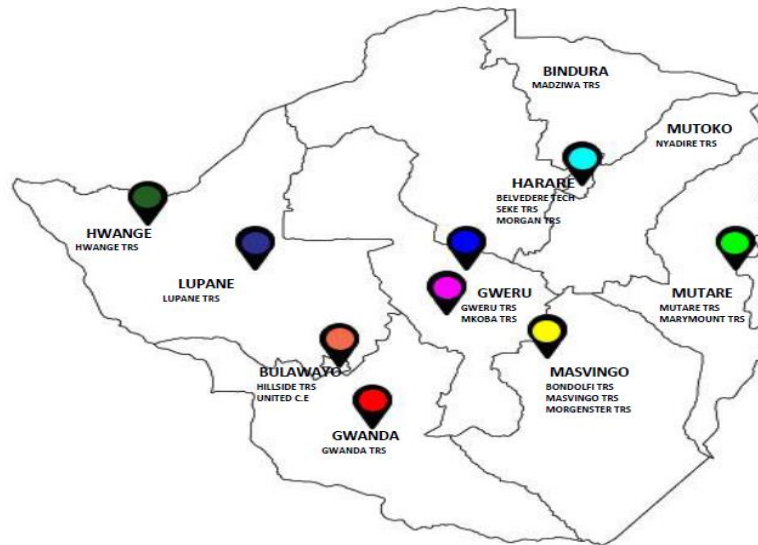 BINDURA
MADZIWA TRS
MUTOKO
NYADIRE TRS
HARARE
BELVEDERE TECH
SEKE TRS
MORGAN TRS
HWANGE
HWANGE TRS
LUPANE
LUPANE TRS
GWERU
GWERU TRS
MKOBA TRS
MUTARE
MUTARE TRS
MARYMOUNT TRS
BULAWAYO
HILLSIDE TRS
UNITED C.E
MASVINGO
BONDOLFI TRS
MASVINGO TRS
MORGENSTER TRS
GWANDA
GWANDA TRS